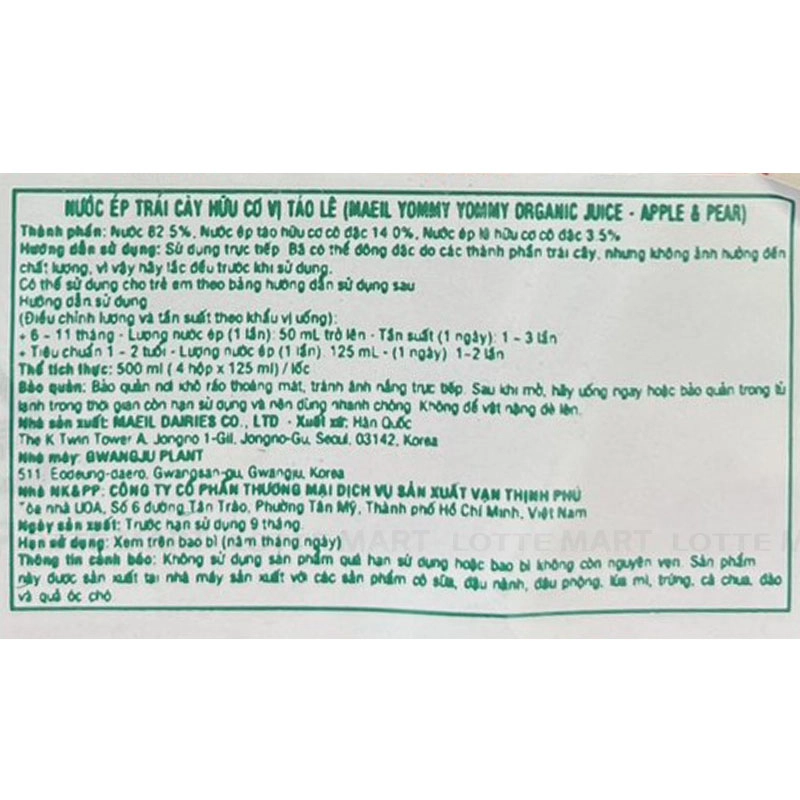 NƯỚC ÉP TRÁI CÂY HỮU CƠ VỊ TÁO LÊ (MAEIL YOMMY YOMMY ORGANIC JUICE - APPLE & PEAR)
Thành phần: Nước 82.5%, Nước ép táo hữu cơ cô đặc 14.0%, Nước ép lê hữu cơ cô đặc 3.5%
Hướng dẫn sử dụng: Sử dụng trực tiếp. Bã có thể đông đặc do các thành phần trái cây, nhưng không ảnh hưởng đến
chất lượng, vì vậy hãy lắc đều trước khi sử dụng.
Có thể sử dụng cho trẻ em theo bảng hướng dẫn sử dụng sau
Hướng dẫn sử dụng
(Điều chỉnh lượng và tần suất theo khẩu vị uống):
+ 6 - 11 tháng - Lượng nước ép (1 lần): 50 mL trở lên - Tần suất (1 ngày): 1 - 3 lần
+ Tiêu chuẩn 1 - 2 tuổi - Lượng nước ép (1 lần): 125 mL - (1 ngày): 1-2 lần
Thể tích thực: 500 ml ( 4 hộp x 125 ml) / lốc
Bảo quản: Bảo quản nơi khô ráo thoáng mát, tránh ánh nắng trực tiếp. Sau khi mở, hãy uống ngay hoặc bảo quản trong tủ
lạnh trong thời gian còn hạn sử dụng và nên dùng nhanh chóng. Không để vật nặng đè lên.
Nhà sản xuất: MAEIL DAIRIES CO., LTD - Xuất xứ: Hàn Quốc
The K Twin Tower A, Jongno 1-Gil, Jongno-Gu, Seoul, 03142, Korea
Nhà máy: GWANGJU PLANT
511, Eodeung-daero, Gwangsan-gu, Gwangju, Korea
Nhà NK&PP: CÔNG TY CỔ PHẦN THƯƠNG MẠI DỊCH VỤ SẢN XUẤT VẠN THỊNH PHÚ
Tòa nhà UOA, Số 6 đường Tân Trào, Phường Tân Mỹ, Thành phố Hồ Chí Minh, Việt Nam
Ngày sản xuất: Trước hạn sử dụng 9 tháng.
Hạn sử dụng: Xem trên bao bì (năm tháng ngày)
MART LOTTE MART LOTTE M
Thông tin cảnh báo: Không sử dụng sản phẩm quá hạn sử dụng hoặc bao bì không còn nguyên vẹn. Sản phẩm
này được sản xuất tại nhà máy sản xuất với các sản phẩm có sữa, đậu nành, đậu phộng, lúa mì, trứng, cà chua, đào
và quả óc chó